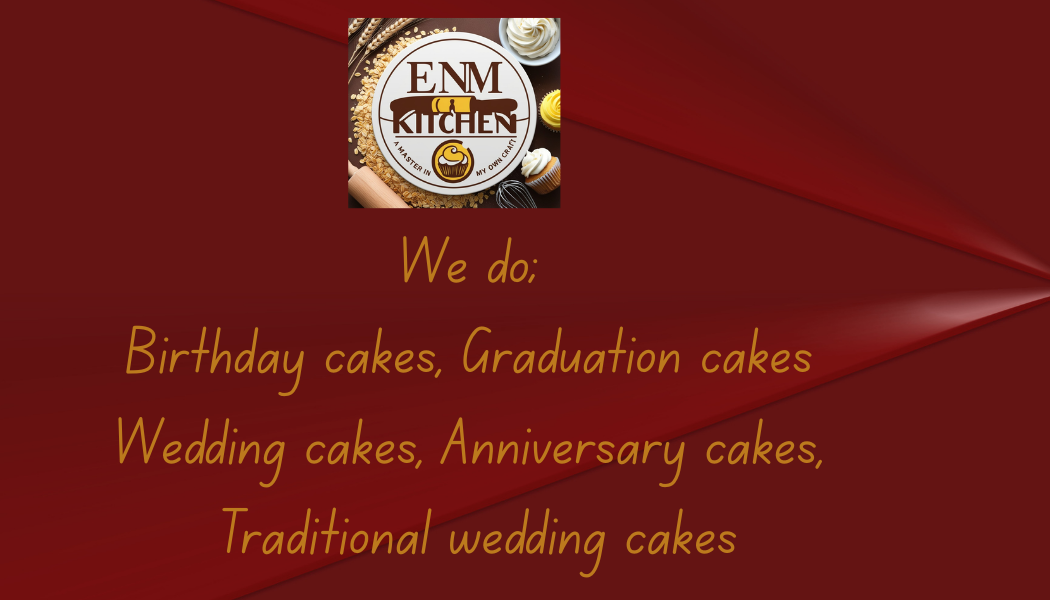 ENM
KITCHEN
A MASTER IN MY OWN CRAFT
We do;
Birthday cakes, Graduation cakes
Wedding cakes, Anniversary cakes,
Traditional wedding cakes